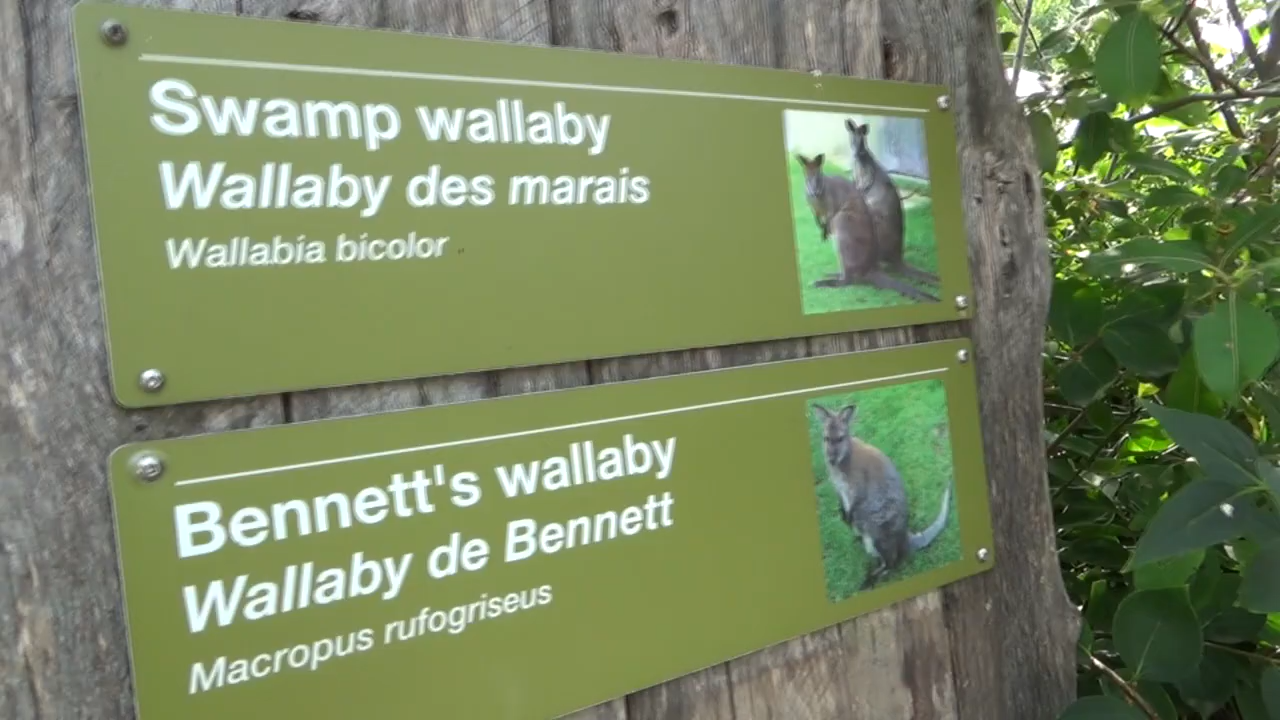 Swamp wallaby
Wallaby des marais
Wallabia bicolor
Bennett's wallaby
Wallaby de Bennett
Macropus rufogriseus